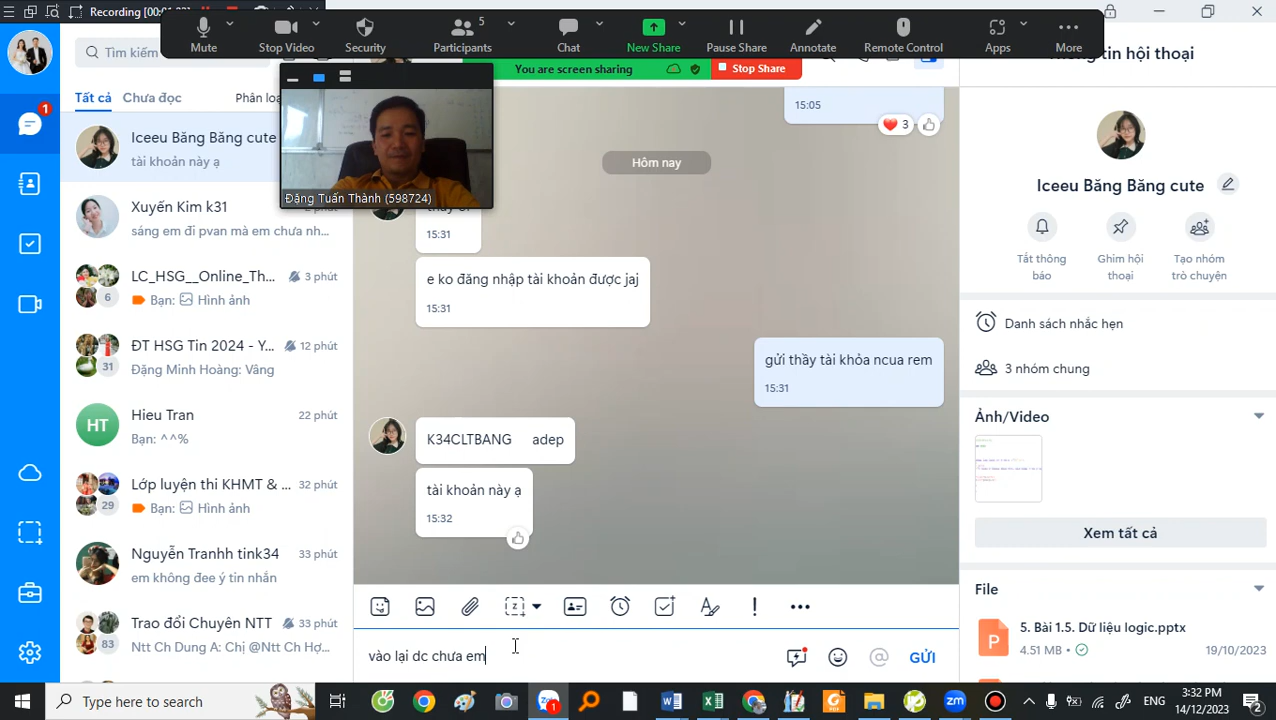 Recording
Mute
Stop Video
Security
Participants
5
Chat
New Share
Pause Share
Annotate
Remote Control
Apps
More
You are screen sharing
Stop Share
Tìm kiếm
tin hội thoại
Tất cả
Chưa đọc
Phân loạ
1
Iceeu Băng Băng cute
tài khoản này ạ
Xuyến Kim k31
sáng em đi pvan mà em chưa nh...
LC_HSG__Online_Th...
3 phút
6
Bạn: Hình ảnh
ĐT HSG Tin 2024 - Y...
12 phút
31
Đặng Minh Hoàng: Vâng
HT
Hieu Tran
22 phút
Bạn: ^^%
Lớp luyện thi KHMT & ...
32 phút
29
Bạn: Hình ảnh
Nguyễn Tranhh tink34
33 phút
em không đee ý tin nhắn
Trao đổi Chuyên NTT
33 phút
83
Ntt Ch Dung A: Chị @Ntt Ch Hợ...
Đặng Tuấn Thành (598724)
15:05
3
Hôm nay
15:31
e ko đăng nhập tài khoản được jaj
15:31
gửi thầy tài khỏa ncua rem
15:31
K34CLTBANG adep
tài khoản này ạ
15:32
vào lại dc chưa em
GỬI
Iceeu Băng Băng cute
Tắt thông báo
Ghim hội thoại
Tạo nhóm trò chuyện
Danh sách nhắc hẹn
3 nhóm chung
Ảnh/Video
Xem tất cả
File
P
5. Bài 1.5. Dữ liệu logic.pptx
4.51 MB
19/10/2023
Type here to search
1
ENG
3:32 PM
14/12/2023
2